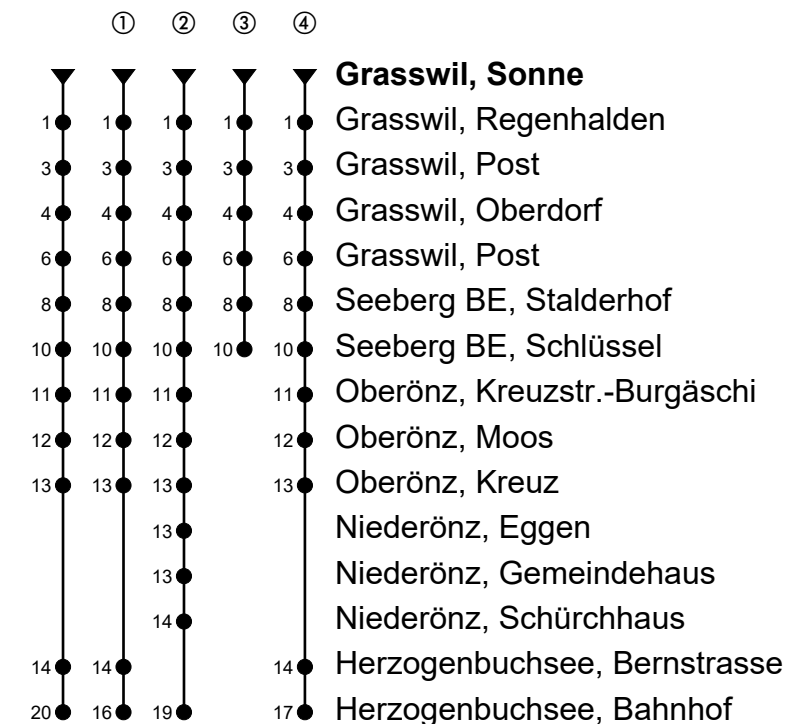 ① ② ③ ④
Grasswil, Sonne
1 1 1 1 1 Grasswil, Regenhalden
3 3 3 3 3 Grasswil, Post
4 4 4 4 4 Grasswil, Oberdorf
6 6 6 6 6 Grasswil, Post
8 8 8 8 8 Seeberg BE, Stalderhof
10 10 10 10 10 Seeberg BE, Schlüssel
11 11 11 11 Oberönz, Kreuzstr.-Burgäschi
12 12 12 12 Oberönz, Moos
13 13 13 13 Oberönz, Kreuz
13 Niederönz, Eggen
13 Niederönz, Gemeindehaus
14 Niederönz, Schürchhaus
14 14 14 Herzogenbuchsee, Bernstrasse
20 16 19 17 Herzogenbuchsee, Bahnhof